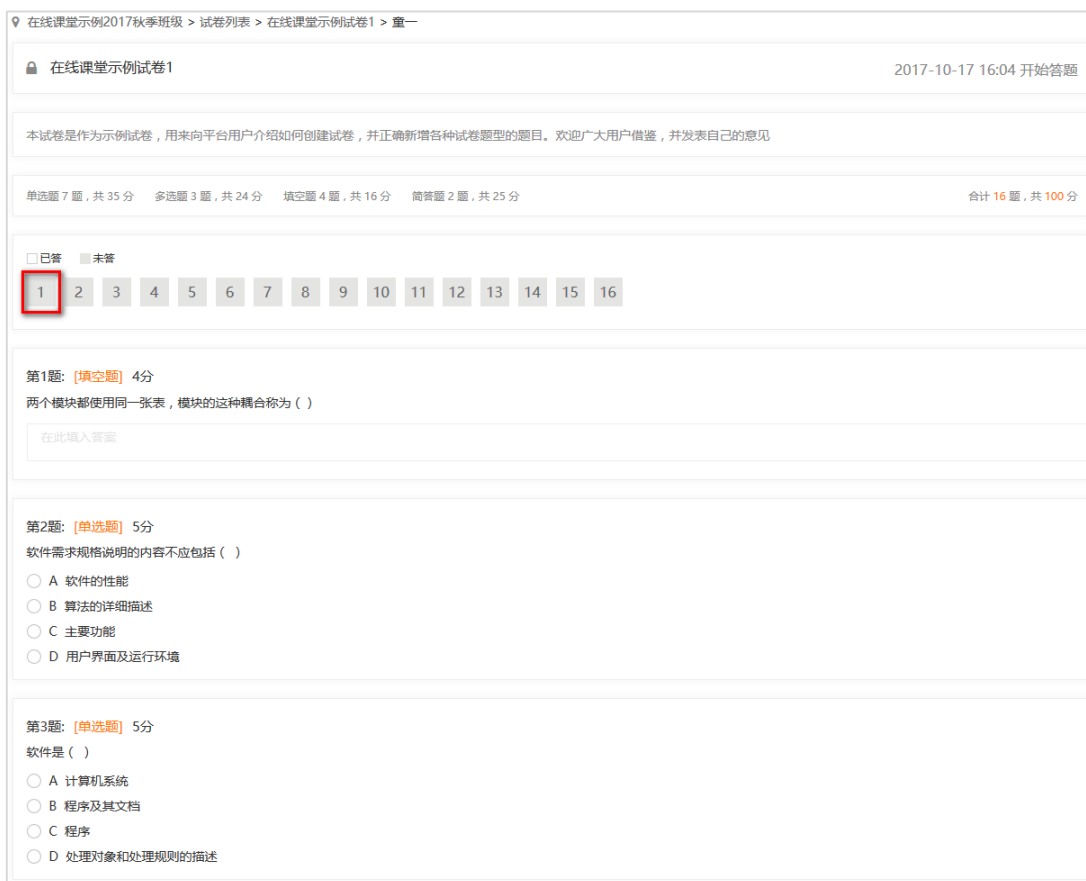 在线课堂示例2017秋季班级 > 试卷列表 > 在线课堂示例试卷1 > 童一
在线课堂示例试卷1 2017-10-17 16:04 开始答题
本试卷是作为示例试卷，用来向平台用户介绍如何创建试卷，并正确新增各种试卷题型的题目。欢迎广大用户借鉴，并发表自己的意见
单选题 7 题，共 35 分 多选题 3 题，共 24 分 填空题 4 题，共 16 分 简答题 2 题，共 25 分 合计 16 题，共 100 分
已答 未答
1 2 3 4 5 6 7 8 9 10 11 12 13 14 15 16
第1题: [填空题] 4分
两个模块都使用同一张表，模块的这种耦合称为（ ）
在此填入答案
第2题: [单选题] 5分
软件需求规格说明的内容不应包括（ ）
A 软件的性能
B 算法的详细描述
C 主要功能
D 用户界面及运行环境
第3题: [单选题] 5分
软件是（ ）
A 计算机系统
B 程序及其文档
C 程序
D 处理对象和处理规则的描述